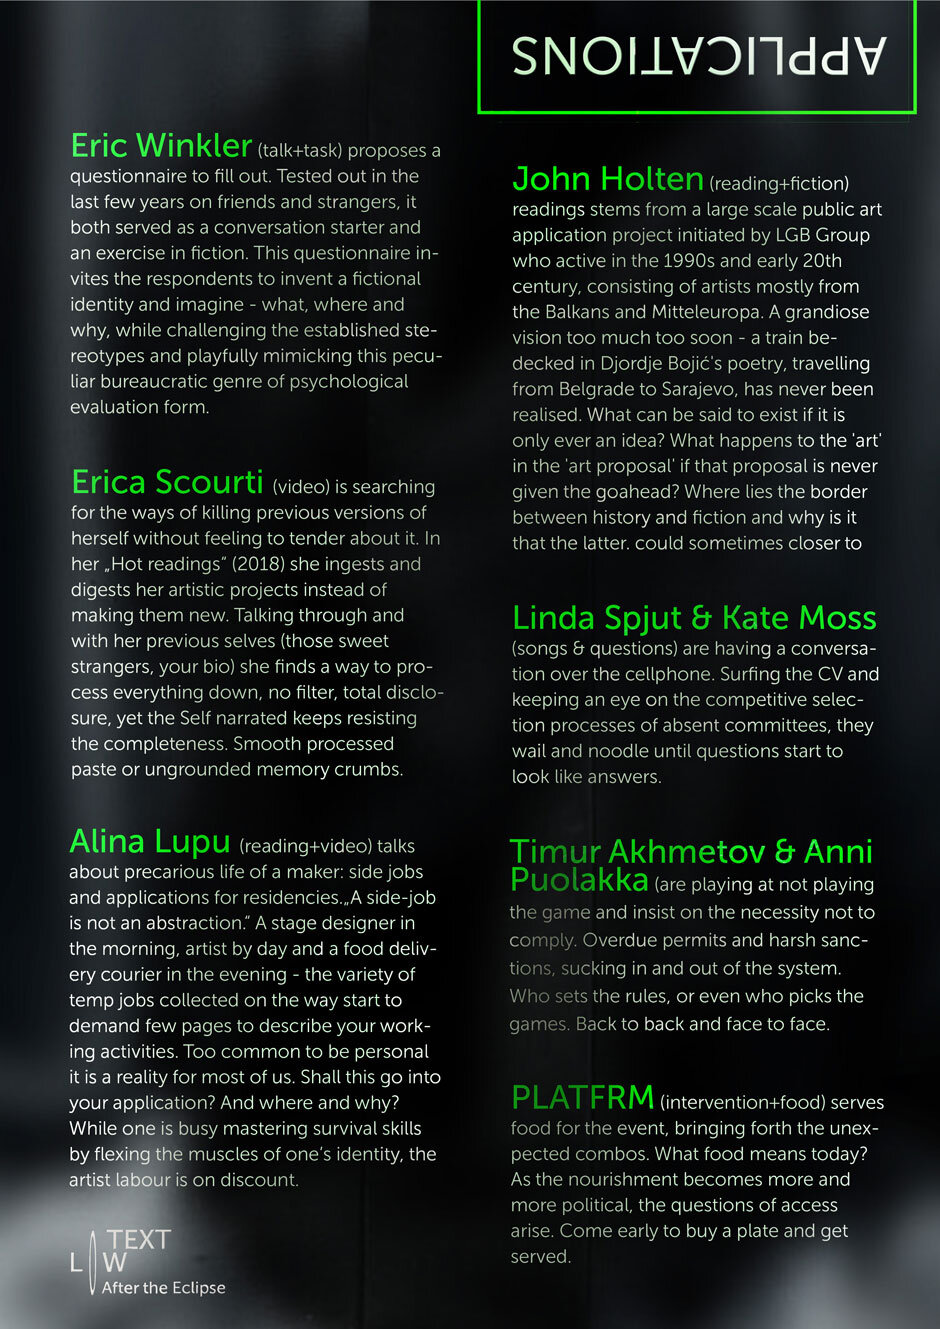 APPLICATIONS
Eric Winkler (talk+task) proposes a
questionnaire to fill out. Tested out in the
last few years on friends and strangers, it
both served as a conversation starter and
an exercise in fiction. This questionnaire in-
vites the respondents to invent a fictional
identity and imagine - what, where and
why, while challenging the established ste-
reotypes and playfully mimicking this pecu-
liar bureaucratic genre of psychological
evaluation form.
Erica Scourti (video) is searching
for the ways of killing previous versions of
herself without feeling to tender about it. In
her „Hot readings“ (2018) she ingests and
digests her artistic projects instead of
making them new. Talking through and
with her previous selves (those sweet
strangers, your bio) she finds a way to pro-
cess everything down, no filter, total disclo-
sure, yet the Self narrated keeps resisting
the completeness. Smooth processed
paste or ungrounded memory crumbs.
Alina Lupu (reading+video) talks
about precarious life of a maker: side jobs
and applications for residencies.„A side-job
is not an abstraction.“ A stage designer in
the morning, artist by day and a food deliv-
ery courier in the evening - the variety of
temp jobs collected on the way start to
demand few pages to describe your work-
ing activities. Too common to be personal
it is a reality for most of us. Shall this go into
your application? And where and why?
While one is busy mastering survival skills
by flexing the muscles of one’s identity, the
artist labour is on discount.
John Holten (reading+fiction)
readings stems from a large scale public art
application project initiated by LGB Group
who active in the 1990s and early 20th
century, consisting of artists mostly from
the Balkans and Mitteleuropa. A grandiose
vision too much too soon - a train be-
decked in Djordje Bojić's poetry, travelling
from Belgrade to Sarajevo, has never been
realised. What can be said to exist if it is
only ever an idea? What happens to the 'art'
in the 'art proposal' if that proposal is never
given the goahead? Where lies the border
between history and fiction and why is it
that the latter. could sometimes closer to
Linda Spjut & Kate Moss
(songs & questions) are having a conversa-
tion over the cellphone. Surfing the CV and
keeping an eye on the competitive selec-
tion processes of absent committees, they
wail and noodle until questions start to
look like answers.
Timur Akhmetov & Anni
Puolakka (are playing at not playing
the game and insist on the necessity not to
comply. Overdue permits and harsh sanc-
tions, sucking in and out of the system.
Who sets the rules, or even who picks the
games. Back to back and face to face.
PLATFRM (intervention+food) serves
food for the event, bringing forth the unex-
pected combos. What food means today?
As the nourishment becomes more and
more political, the questions of access
arise. Come early to buy a plate and get
served.
TEXT
L W
After the Eclipse